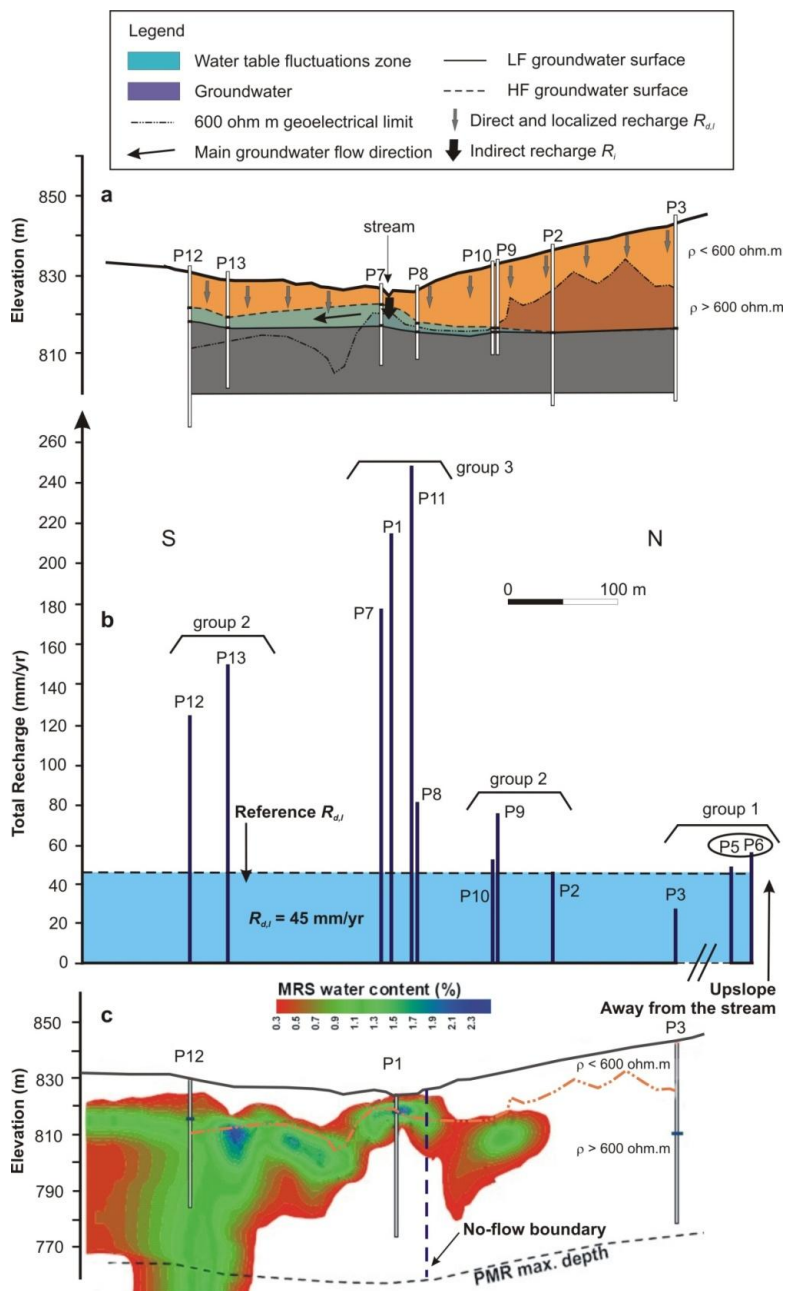 Legend
Water table fluctuations zone
LF groundwater surface
Groundwater
HF groundwater surface
600 ohm m geoelectrical limit
Direct and localized recharge Rd,l
Main groundwater flow direction
Indirect recharge Ri
a
Elevation (m)
850
830
810
P12
P13
stream
P7
P8
P10
P9
P2
P3
ρ < 600 ohm.m
ρ > 600 ohm.m
b
Total Recharge (mm/yr)
260
240
220
200
180
160
140
120
100
80
60
40
20
0
S
N
0 100 m
group 3
P11
P1
P7
group 2
P13
P12
P8
group 2
P9
group 1
P5 P6
Reference Rd,l
P10
P2
P3
Rd,l = 45 mm/yr
Upslope
Away from the stream
MRS water content (%)
0.3 0.5 0.7 0.9 1.1 1.3 1.5 1.7 1.9 2.1 2.3
c
Elevation (m)
850
830
810
790
770
P12
P1
P3
ρ < 600 ohm.m
ρ > 600 ohm.m
No-flow boundary
PMR max. depth